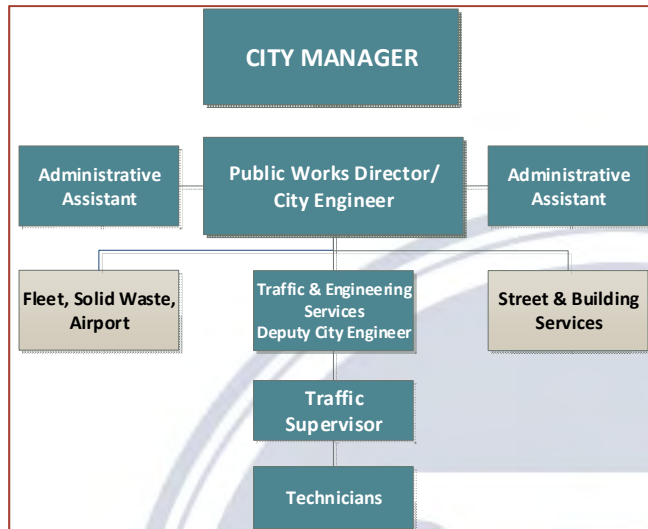 CITY MANAGER
Administrative
Assistant
Public Works Director/
City Engineer
Administrative
Assistant
Fleet, Solid Waste,
Airport
Traffic & Engineering
Services
Deputy City Engineer
Street & Building
Services
Traffic
Supervisor
Technicians